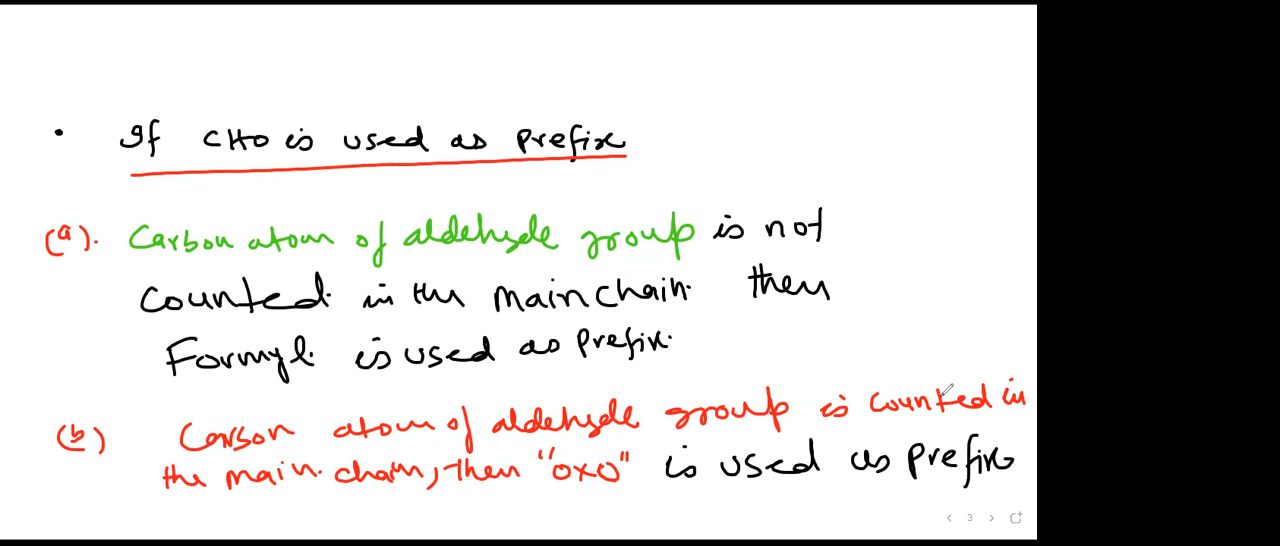 • If CHO is used as prefix
(a). Carbon atom of aldehyde group is not
counted in the main chain then
Formyl is used as prefix.
(b) Carbon atom of aldehyde group is counted in
the main chain, then "oxo" is used as prefix
3